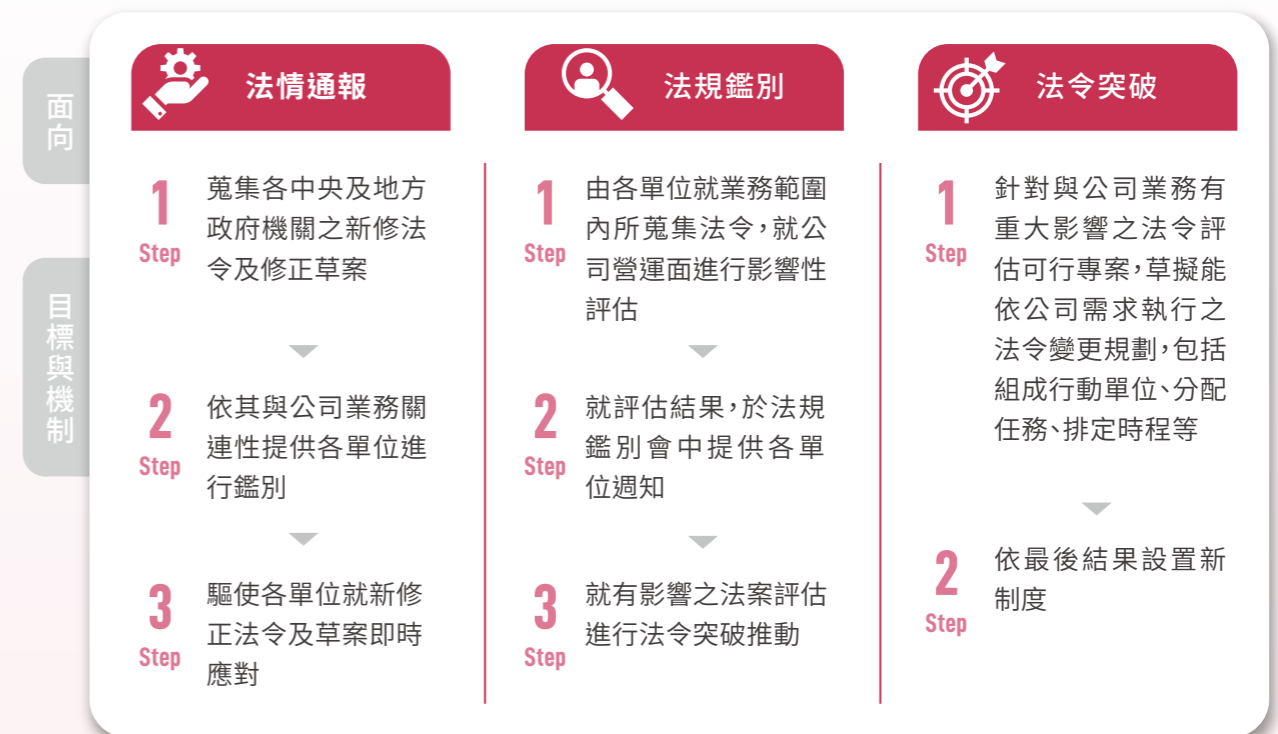 面向
目標與機制
法情通報
1
Step
蒐集各中央及地方
政府機關之新修法
令及修正草案
2
Step
依其與公司業務關
連性提供各單位進
行鑑別
3
Step
驅使各單位就新修
正法令及草案即時
應對
法規鑑別
1
Step
由各單位就業務範圍
內所蒐集法令，就公
司營運面進行影響性
評估
2
Step
就評估結果，於法規
鑑別會中提供各單
位週知
3
Step
就有影響之法案評估
進行法令突破推動
法令突破
1
Step
針對與公司業務有
重大影響之法令評
估可行專案，草擬能
依公司需求執行之
法令變更規劃，包括
組成行動單位、分配
任務、排定時程等
2
Step
依最後結果設置新
制度